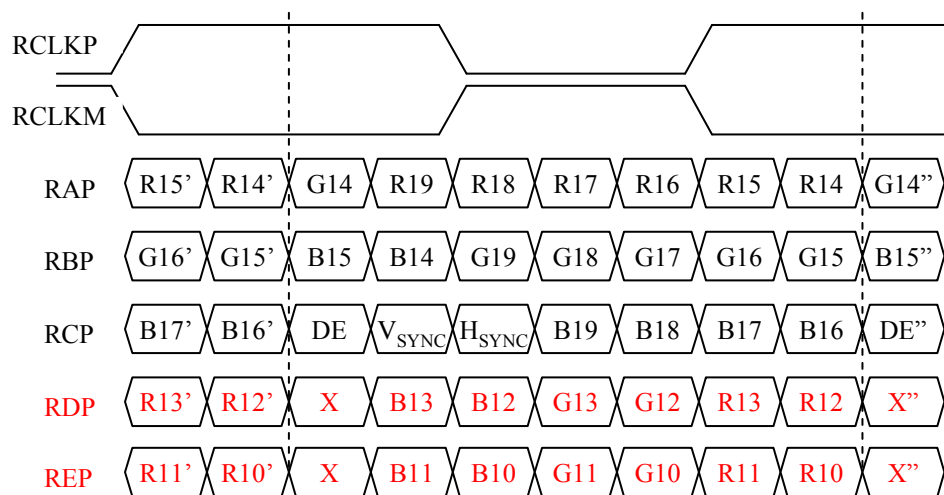 RCLKP
RCLKM
RAP R15’ R14’ G14 R19 R18 R17 R16 R15 R14 G14”
RBP G16’ G15’ B15 B14 G19 G18 G17 G16 G15 B15”
RCP B17’ B16’ DE V_SYNC H_SYNC B19 B18 B17 B16 DE”
RDP R13’ R12’ X B13 B12 G13 G12 R13 R12 X”
REP R11’ R10’ X B11 B10 G11 G10 R11 R10 X”